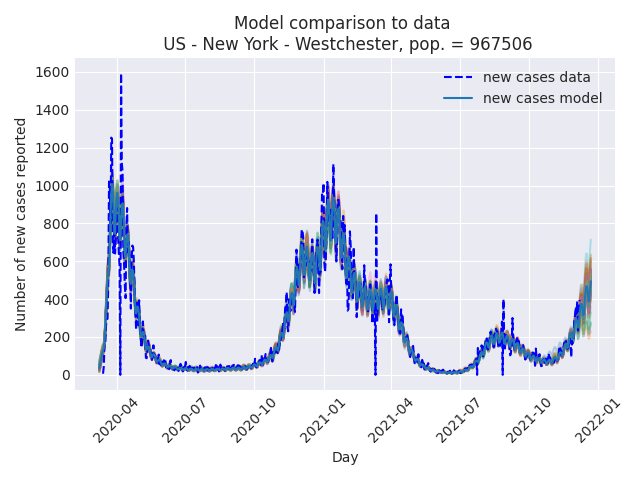 Model comparison to data
US - New York - Westchester, pop. = 967506
new cases data
new cases model
Number of new cases reported
1600
1400
1200
1000
800
600
400
200
0
2020-04
2020-07
2020-10
2021-01
2021-04
2021-07
2021-10
2022-01
Day